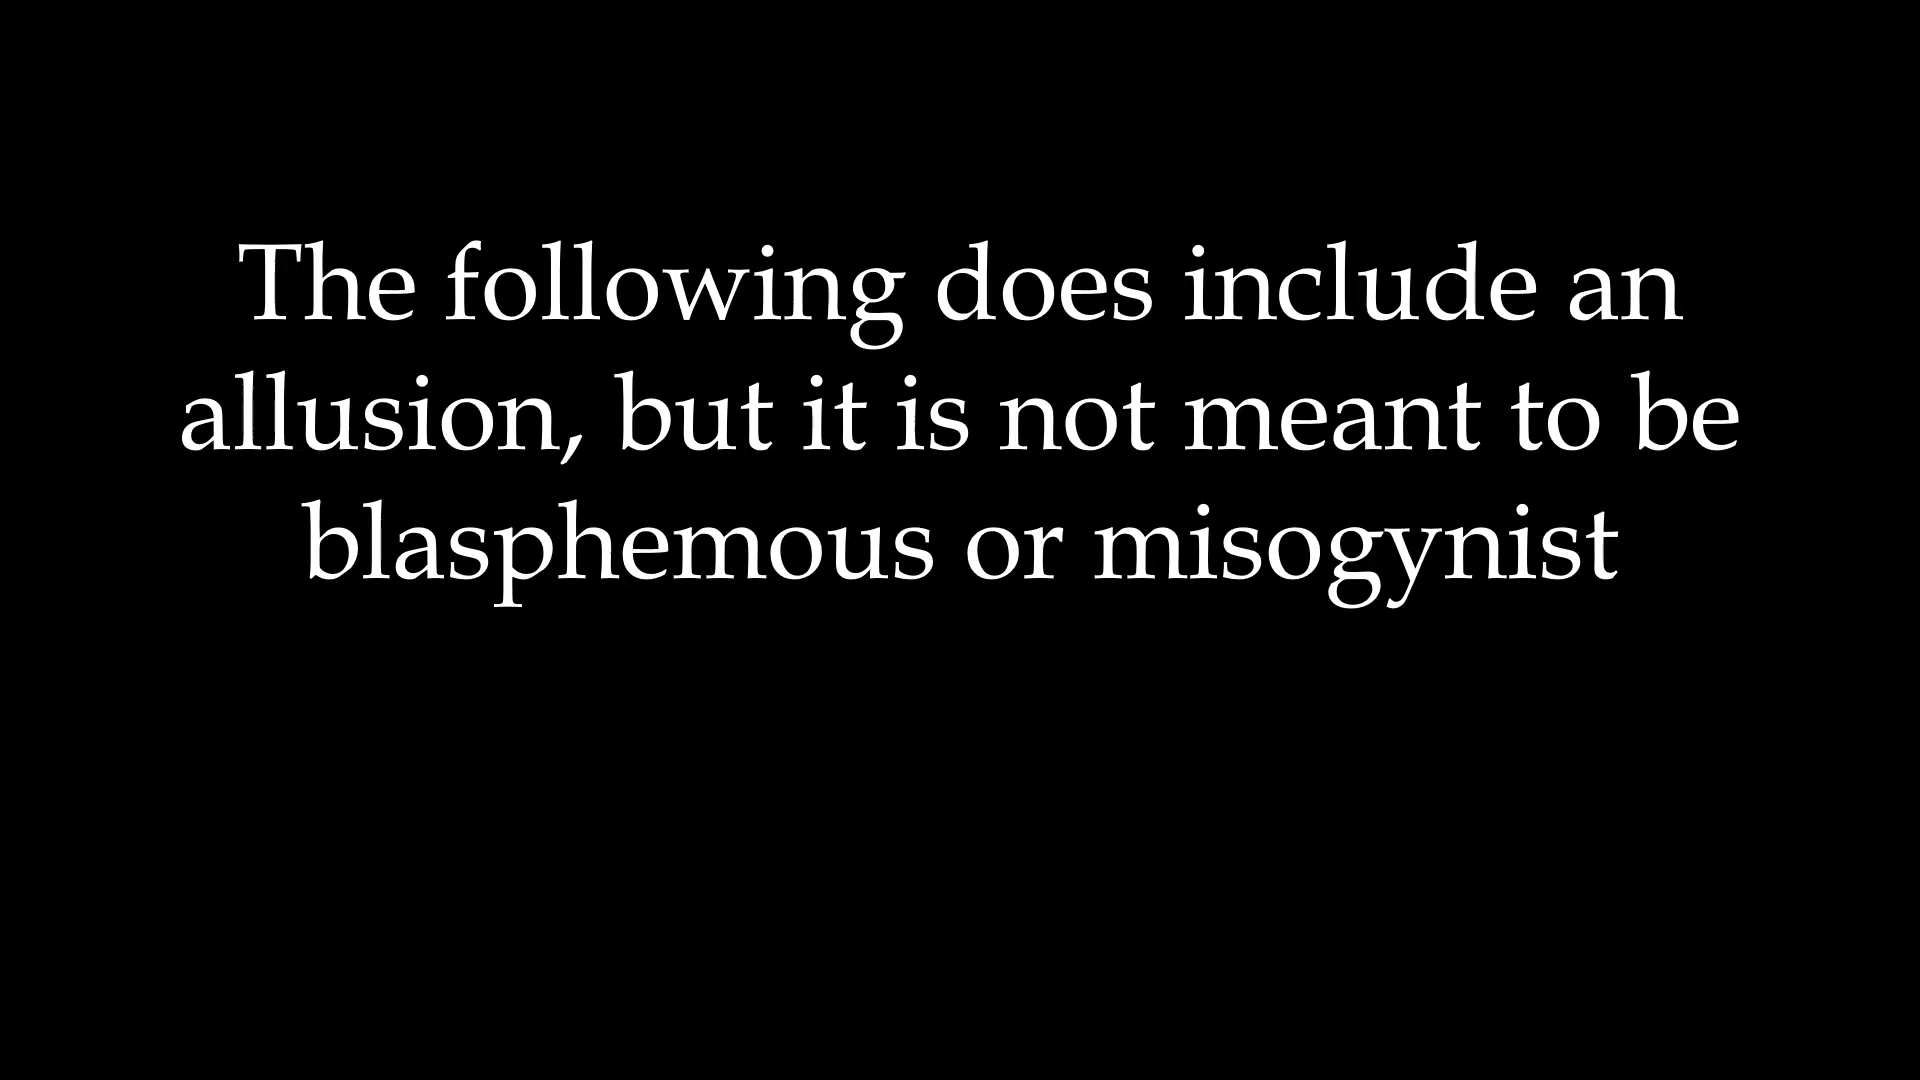 The following does include an
allusion, but it is not meant to be
blasphemous or misogynist